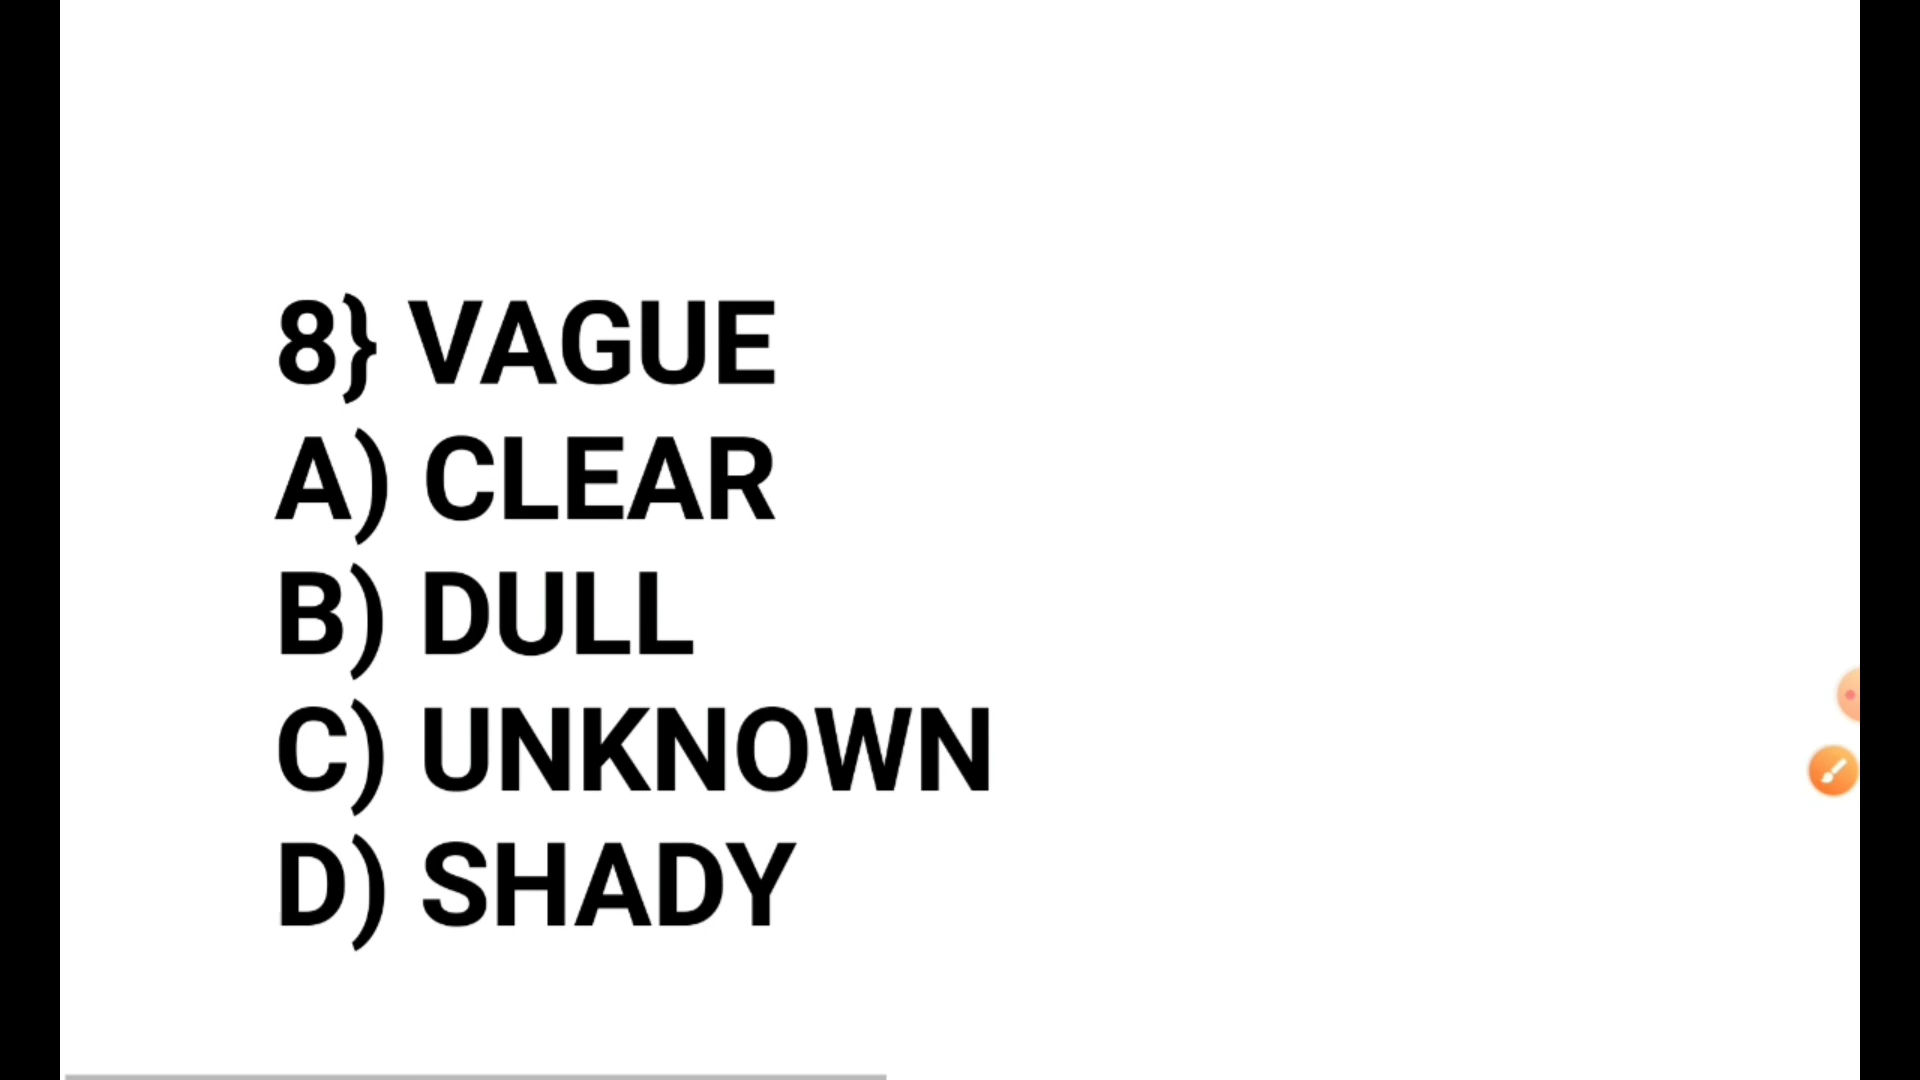 8} VAGUE
A) CLEAR
B) DULL
C) UNKNOWN
D) SHADY